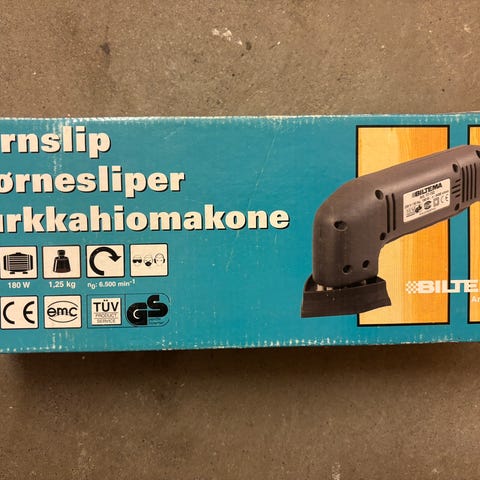 rnslip
ørnesliper
urkkahiomakone
180 W
1,25 kg
n₀: 6.500 min⁻¹
CE
emc
TÜV
PRODUCT SERVICE
GS
BILTEMA
BILTEMA